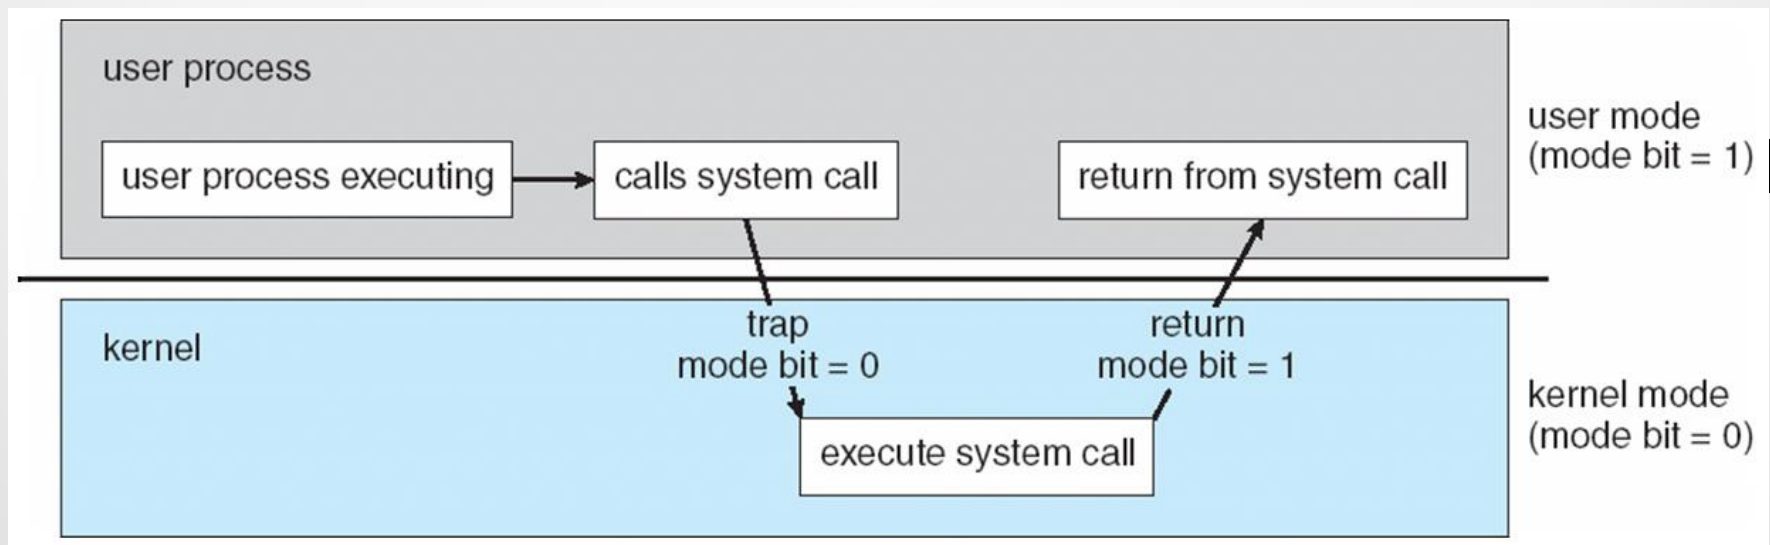 user process
user process executing
calls system call
return from system call
user mode
(mode bit = 1)
kernel
trap
mode bit = 0
return
mode bit = 1
execute system call
kernel mode
(mode bit = 0)